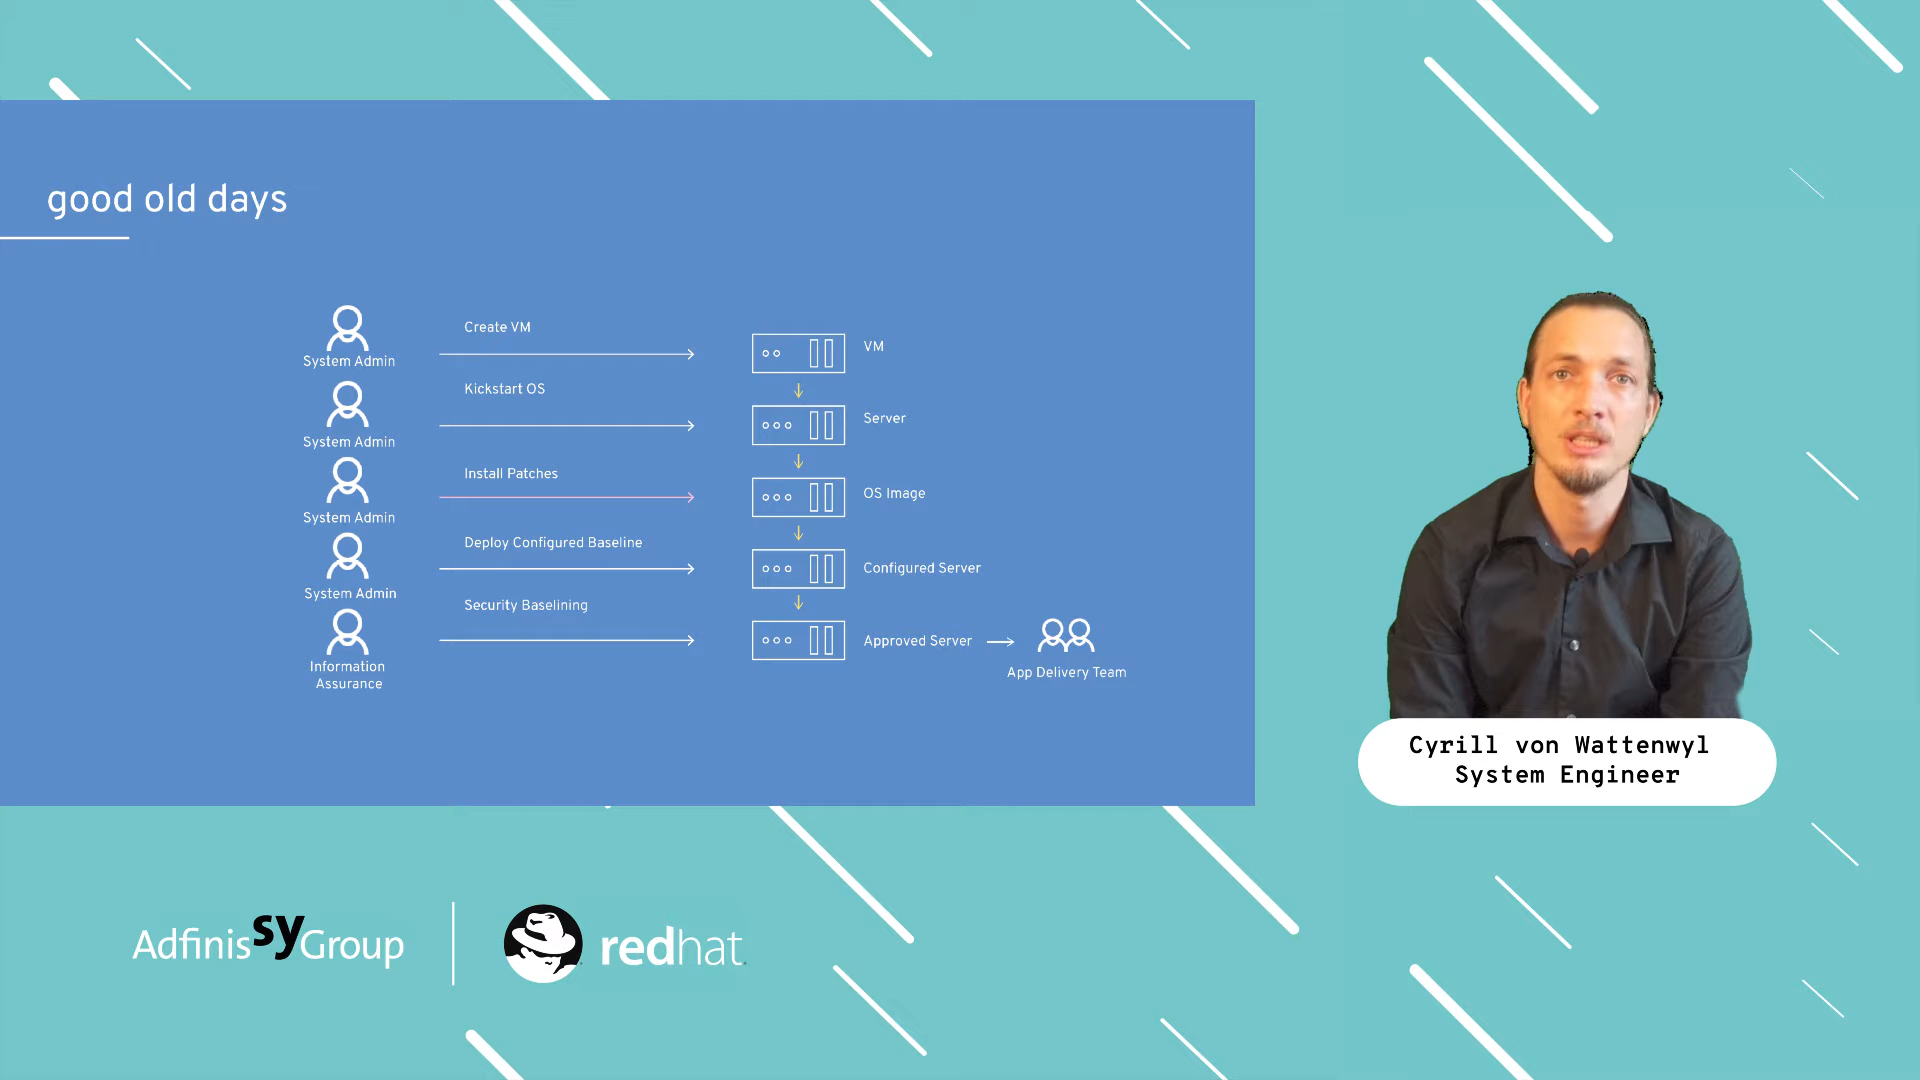 good old days
System Admin
Create VM
VM
System Admin
Kickstart OS
Server
System Admin
Install Patches
OS Image
System Admin
Deploy Configured Baseline
Configured Server
Information
Assurance
Security Baselining
Approved Server
App Delivery Team
Cyrill von Wattenwyl
System Engineer
AdfinissyGroup
redhat.